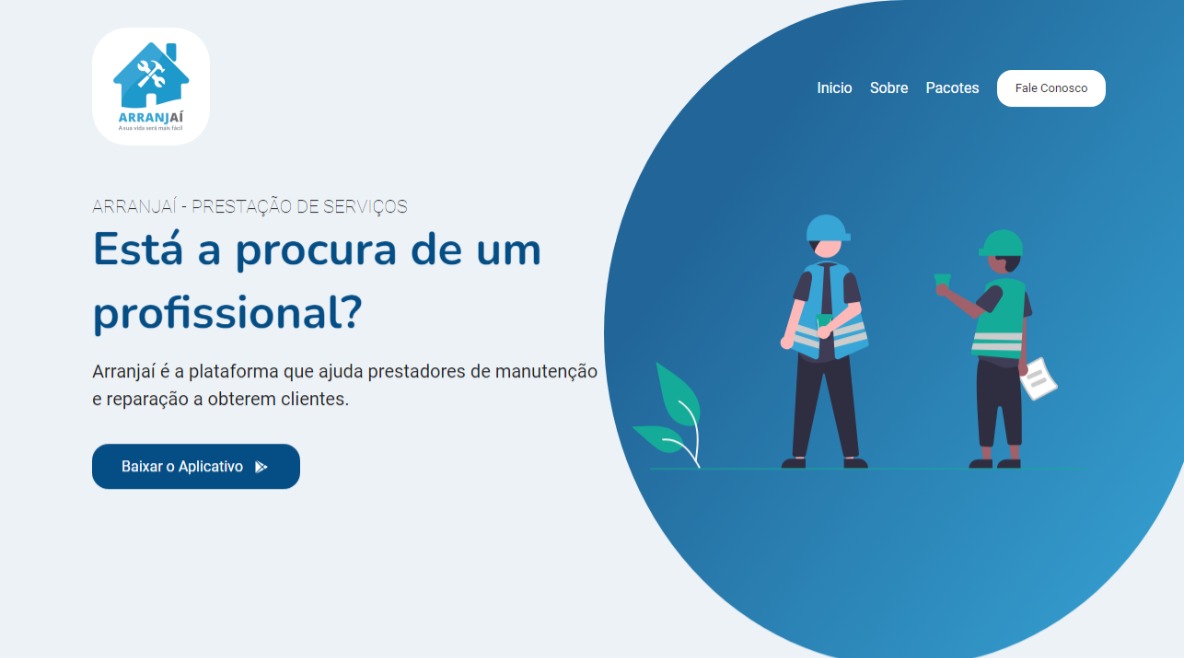 ARRANJAÍ
A sua vida será mais fácil
Inicio Sobre Pacotes Fale Conosco
ARRANJAÍ - PRESTAÇÃO DE SERVIÇOS
Está a procura de um
profissional?
Arranjaí é a plataforma que ajuda prestadores de manutenção
e reparação a obterem clientes.
Baixar o Aplicativo